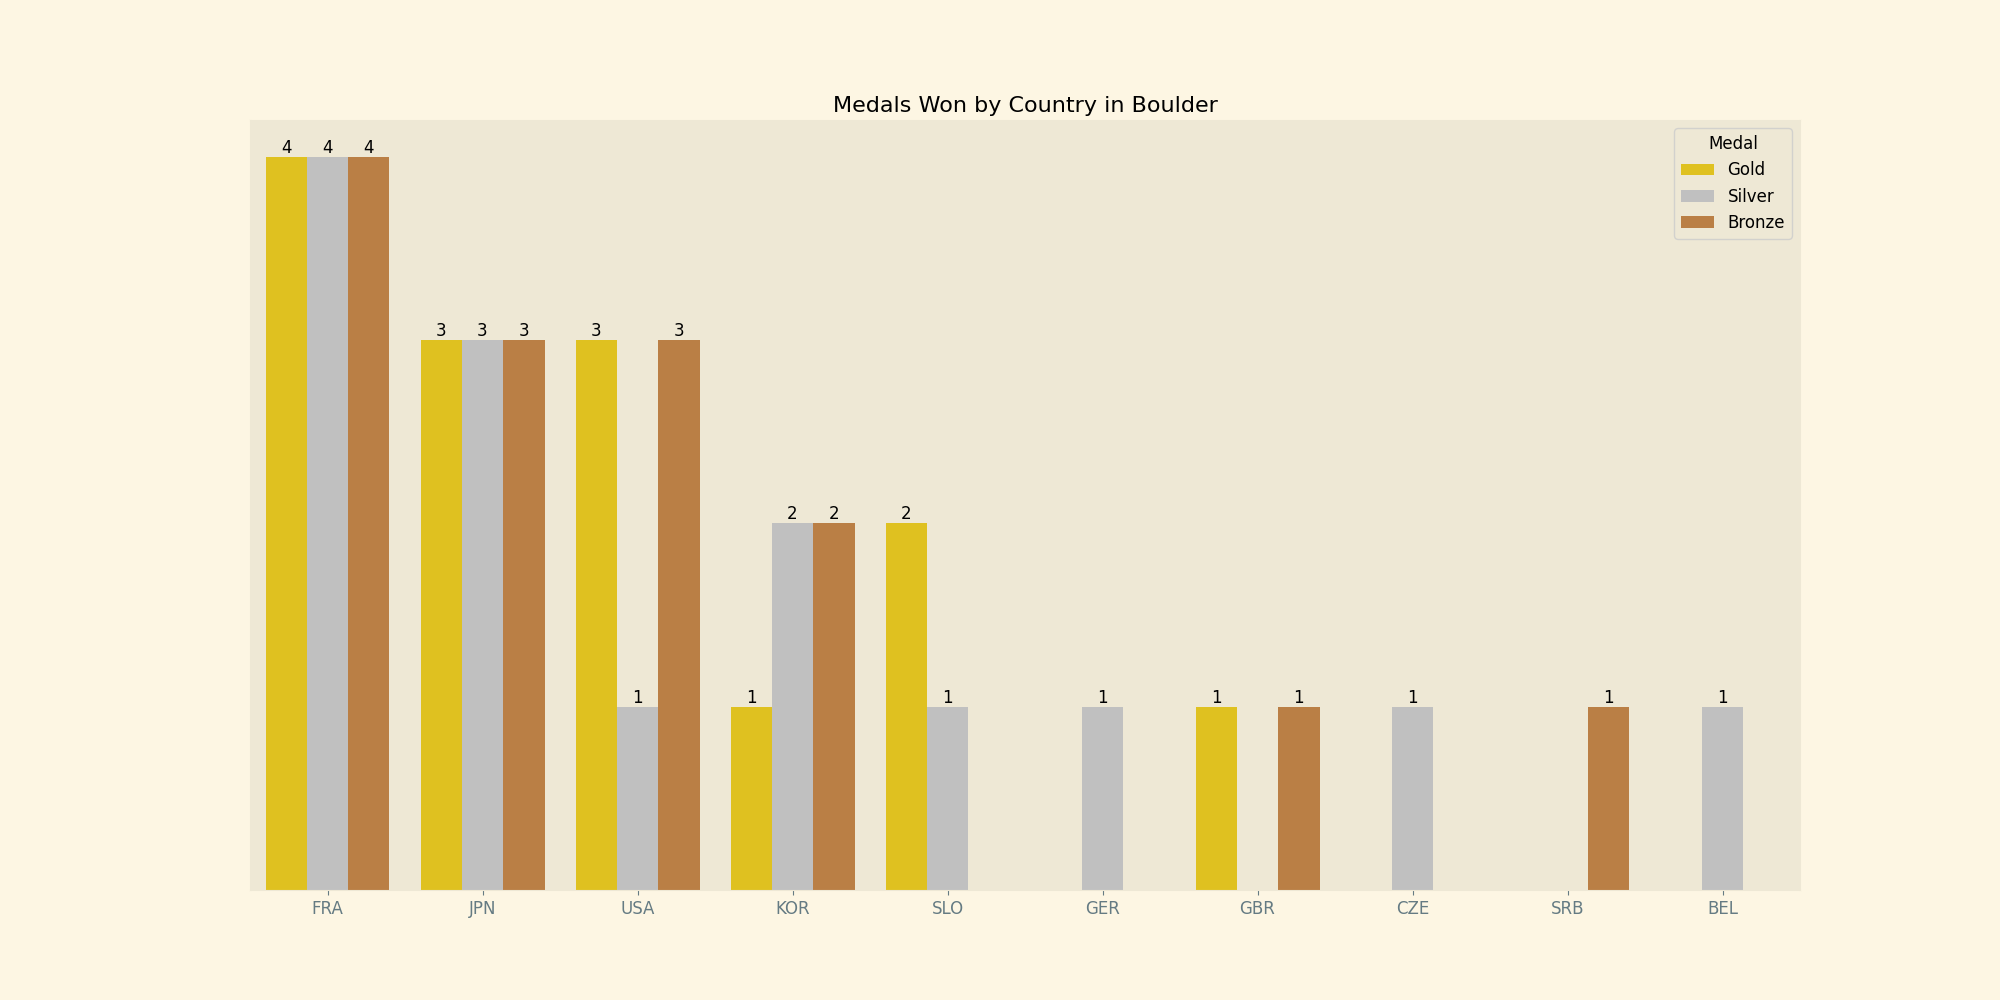 Medals Won by Country in Boulder
Medal
Gold
Silver
Bronze
4 4 4
3 3 3 3 3
2 2 2
1 1 1 1 1 1 1 1 1
FRA JPN USA KOR SLO GER GBR CZE SRB BEL